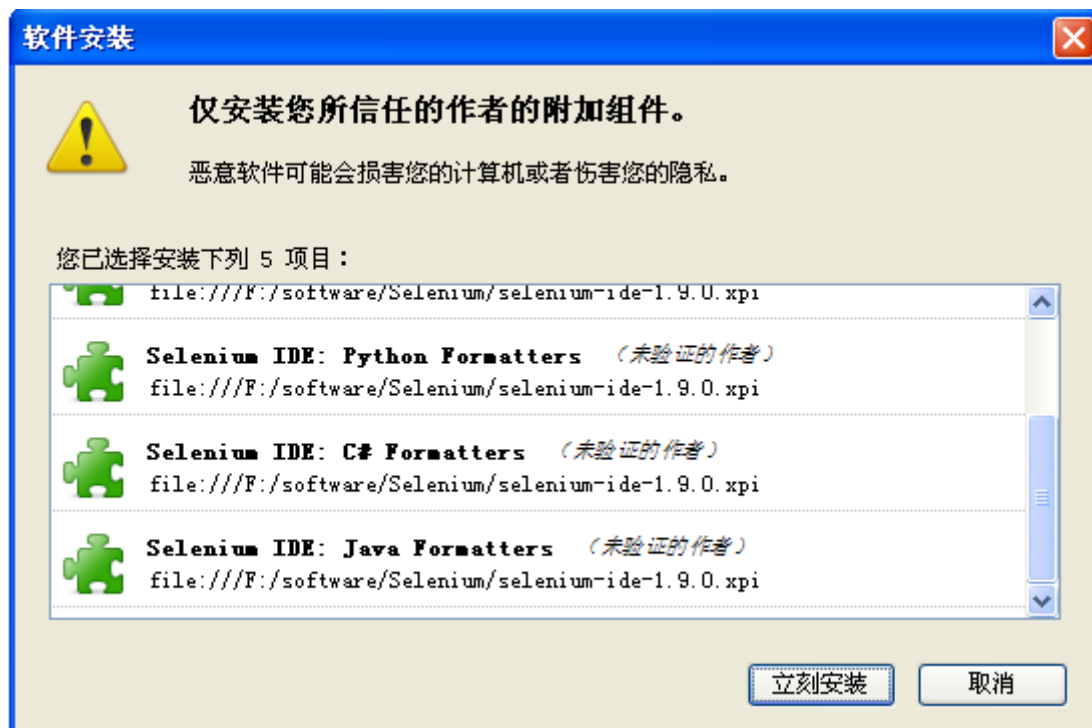 软件安装
仅安装您所信任的作者的附加组件。
恶意软件可能会损害您的计算机或者伤害您的隐私。
您已选择安装下列 5 项目：
file:///F:/software/Selenium/selenium-ide-1.9.0.xpi
Selenium IDE: Python Formatters （未验证的作者）
file:///F:/software/Selenium/selenium-ide-1.9.0.xpi
Selenium IDE: C# Formatters （未验证的作者）
file:///F:/software/Selenium/selenium-ide-1.9.0.xpi
Selenium IDE: Java Formatters （未验证的作者）
file:///F:/software/Selenium/selenium-ide-1.9.0.xpi
立刻安装 取消